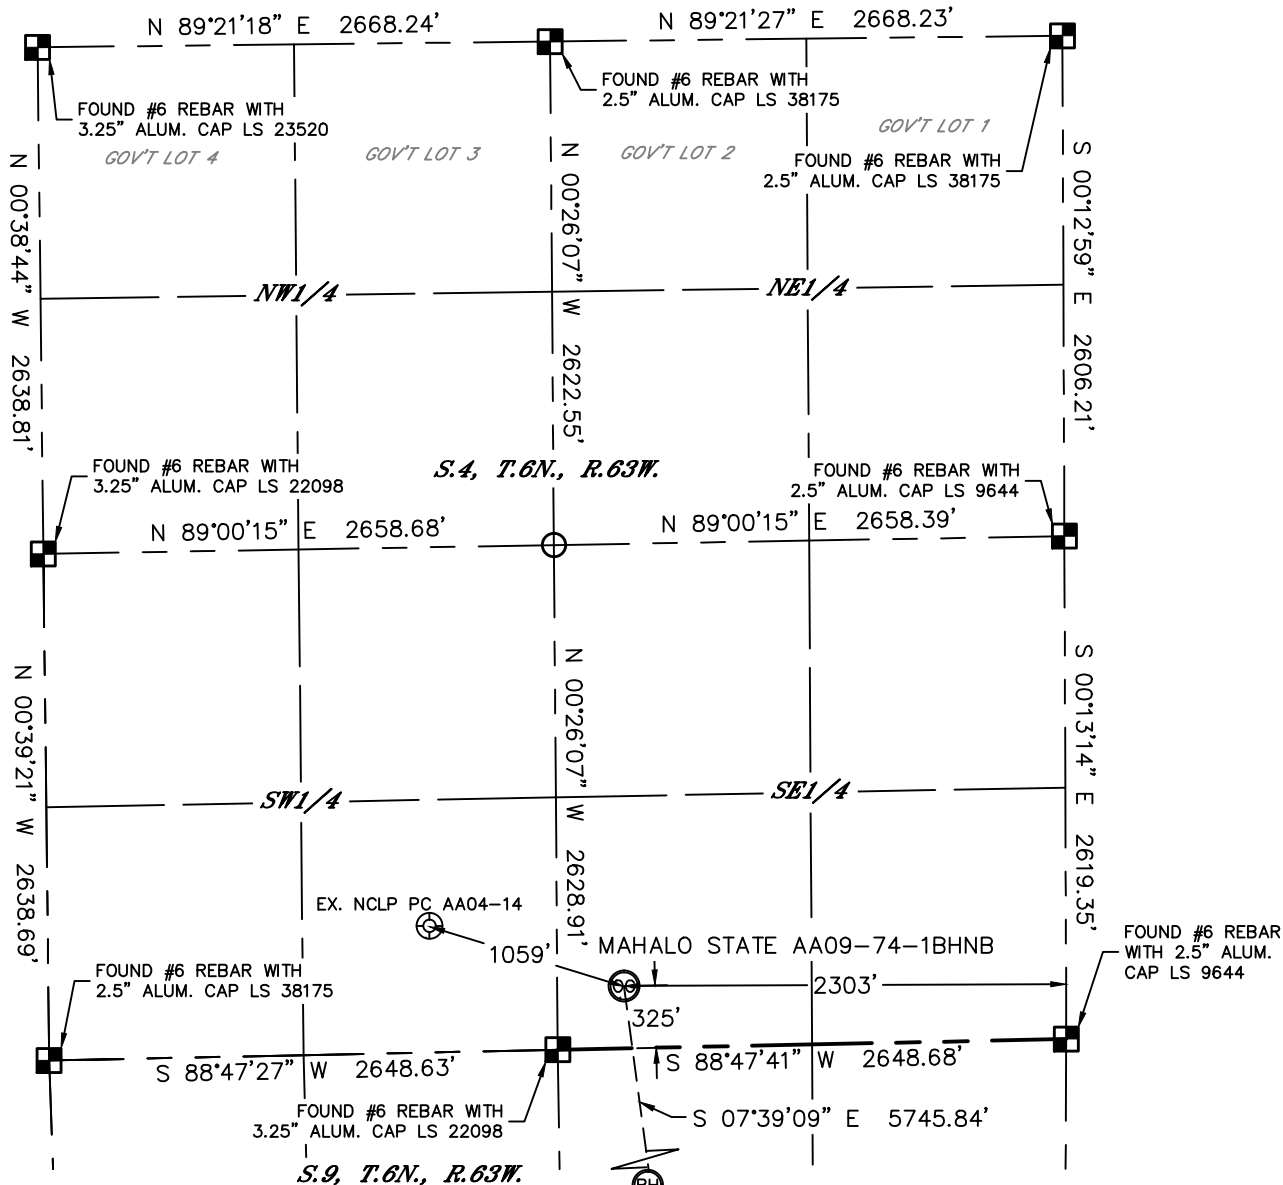 N 89°21'18" E 2668.24'
N 89°21'27" E 2668.23'
FOUND #6 REBAR WITH
3.25" ALUM. CAP LS 23520
FOUND #6 REBAR WITH
2.5" ALUM. CAP LS 38175
FOUND #6 REBAR WITH
2.5" ALUM. CAP LS 38175
GOV'T LOT 4
GOV'T LOT 3
GOV'T LOT 2
GOV'T LOT 1
N 00°38'44" W 2638.81'
N 00°26'07" W 2622.55'
S 00°12'59" E 2606.21'
NW1/4
NE1/4
S.4, T.6N., R.63W.
FOUND #6 REBAR WITH
3.25" ALUM. CAP LS 22098
FOUND #6 REBAR WITH
2.5" ALUM. CAP LS 9644
N 89°00'15" E 2658.68'
N 89°00'15" E 2658.39'
N 00°39'21" W 2638.69'
N 00°26'07" W 2628.91'
S 00°13'14" E 2619.35'
SW1/4
SE1/4
EX. NCLP PC AA04-14
1059'
MAHALO STATE AA09-74-1BHNB
2303'
325'
FOUND #6 REBAR
WITH 2.5" ALUM.
CAP LS 9644
FOUND #6 REBAR WITH
2.5" ALUM. CAP LS 38175
S 88°47'27" W 2648.63'
S 88°47'41" W 2648.68'
FOUND #6 REBAR WITH
3.25" ALUM. CAP LS 22098
S 07°39'09" E 5745.84'
S.9, T.6N., R.63W.
BH